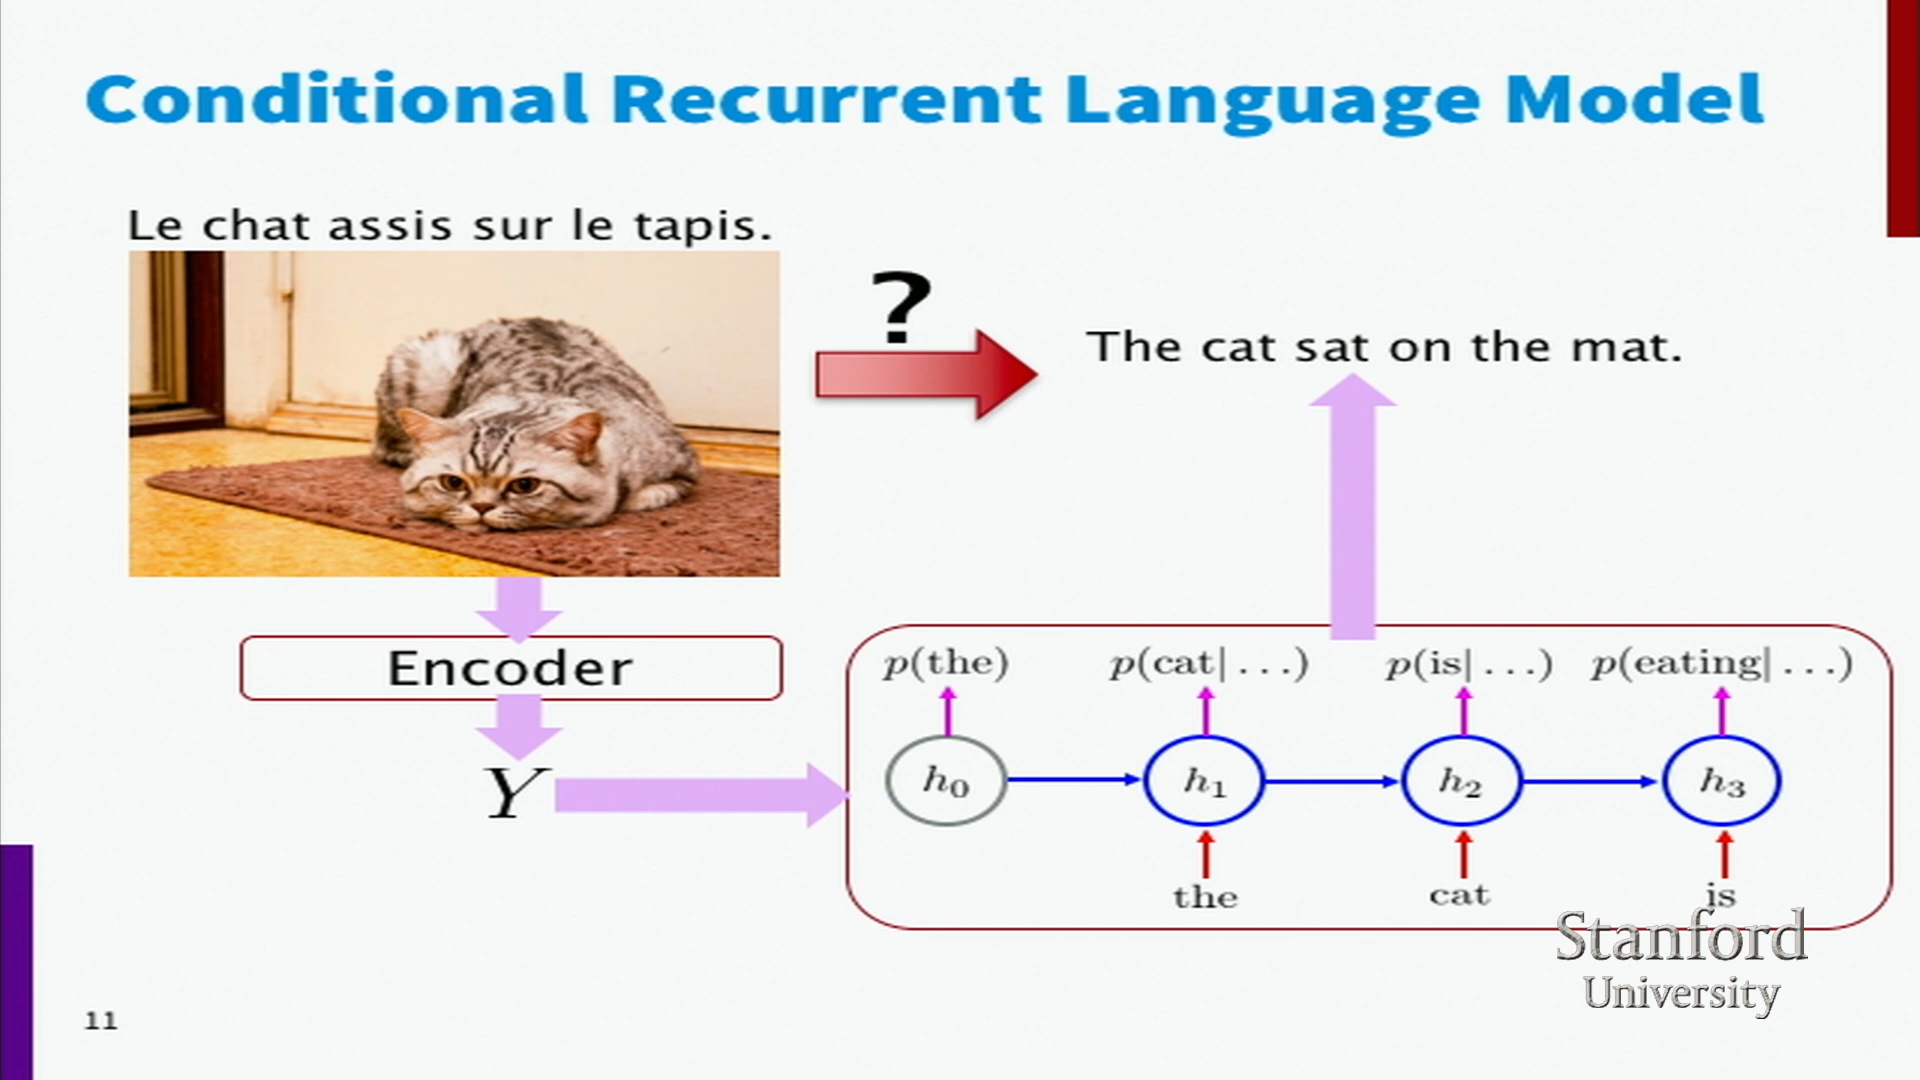 Conditional Recurrent Language Model
Le chat assis sur le tapis.
?
The cat sat on the mat.
Encoder
Y
p(the) p(cat| . . .) p(is| . . .) p(eating| . . .)
h₀ h₁ h₂ h₃
the cat is
Stanford
University
11